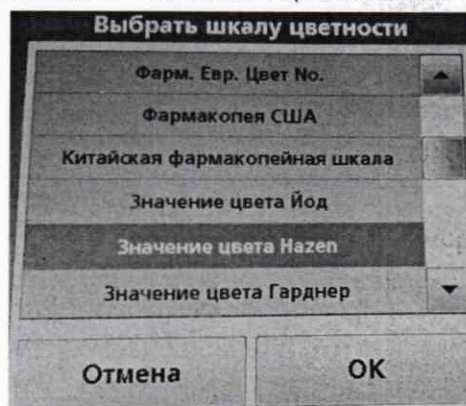 Выбрать шкалу цветности
Фарм. Евр. Цвет No.
Фармакопея США
Китайская фармакопейная шкала
Значение цвета Йод
Значение цвета Hazen
Значение цвета Гарднер
Отмена
OK